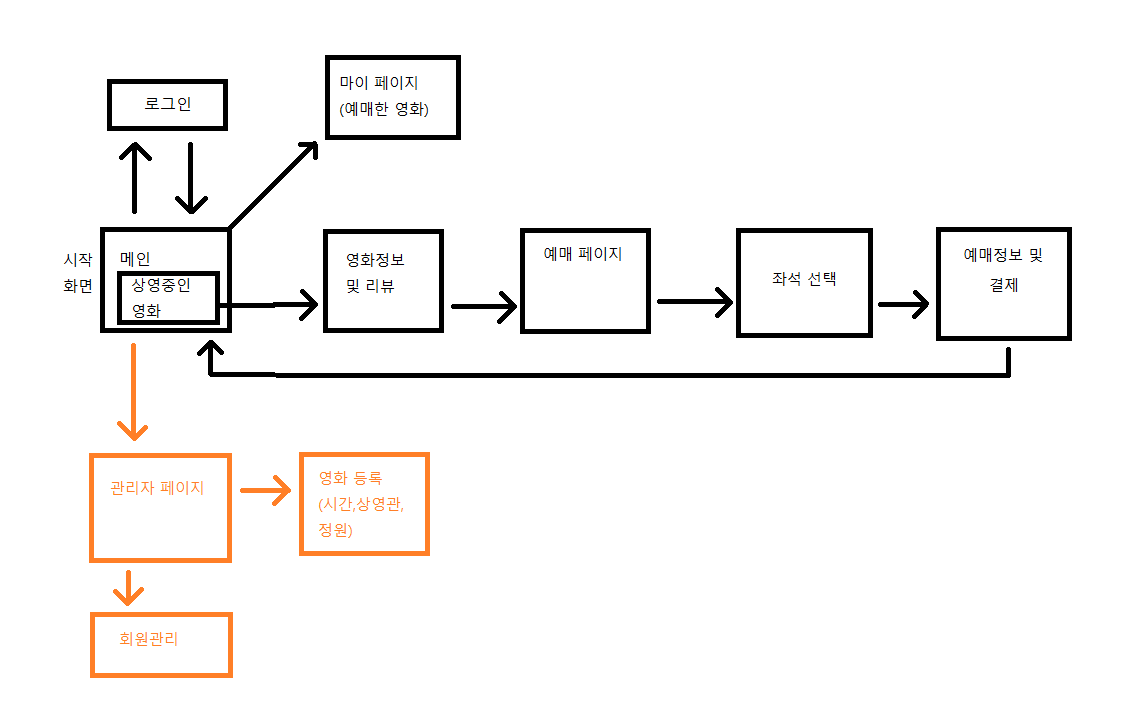 마이 페이지
(예매한 영화)
로그인
시작
화면
메인
상영중인
영화
영화정보
및 리뷰
예매 페이지
좌석 선택
예매정보 및
결제
관리자 페이지
영화 등록
(시간,상영관,
정원)
회원관리